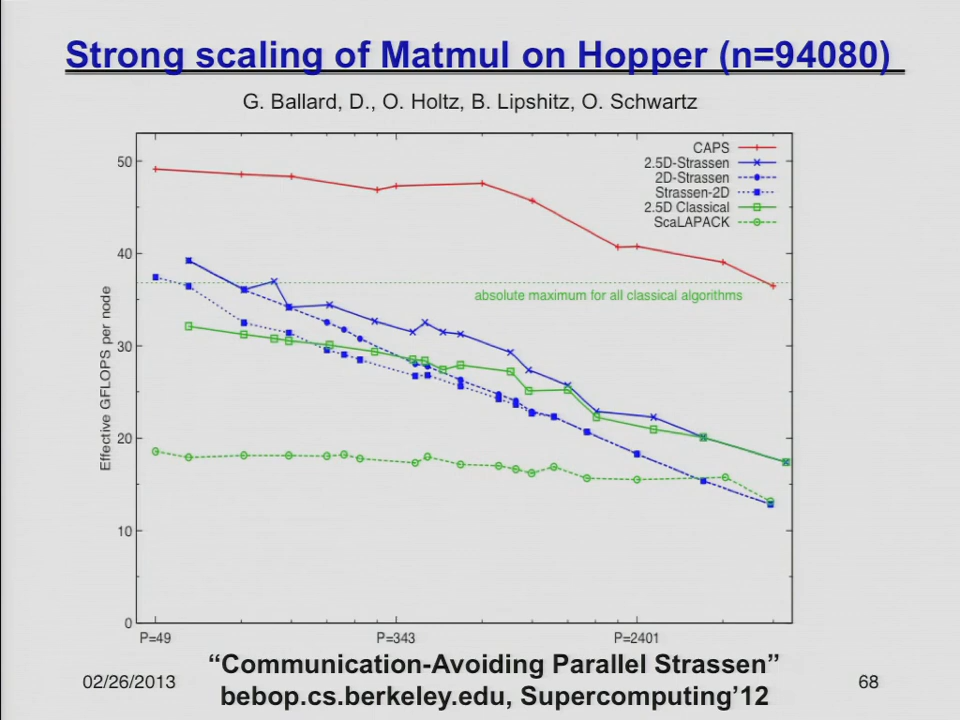 Strong scaling of Matmul on Hopper (n=94080)
G. Ballard, D., O. Holtz, B. Lipshitz, O. Schwartz
CAPS
2.5D-Strassen
2D-Strassen
Strassen-2D
2.5D Classical
ScaLAPACK
50
40
30
20
10
0
Effective GFLOPS per node
absolute maximum for all classical algorithms
P=49 P=343 P=2401
“Communication-Avoiding Parallel Strassen”
bebop.cs.berkeley.edu, Supercomputing’12
02/26/2013
68